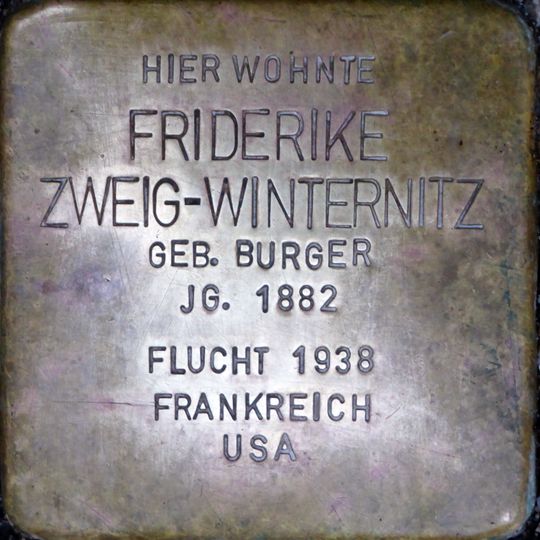 HIER WOHNTE
FRIDERIKE
ZWEIG-WINTERNITZ
GEB. BURGER
JG. 1882
FLUCHT 1938
FRANKREICH
USA